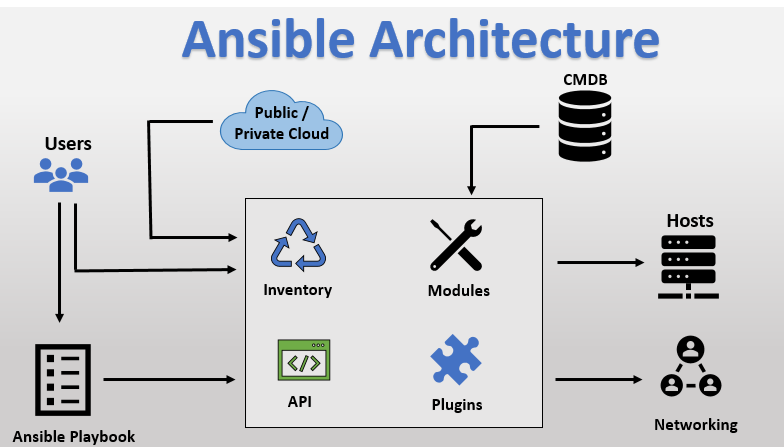 Ansible Architecture
CMDB
Public /
Private Cloud
Users
Hosts
Inventory
Modules
</>
API
Plugins
Networking
Ansible Playbook